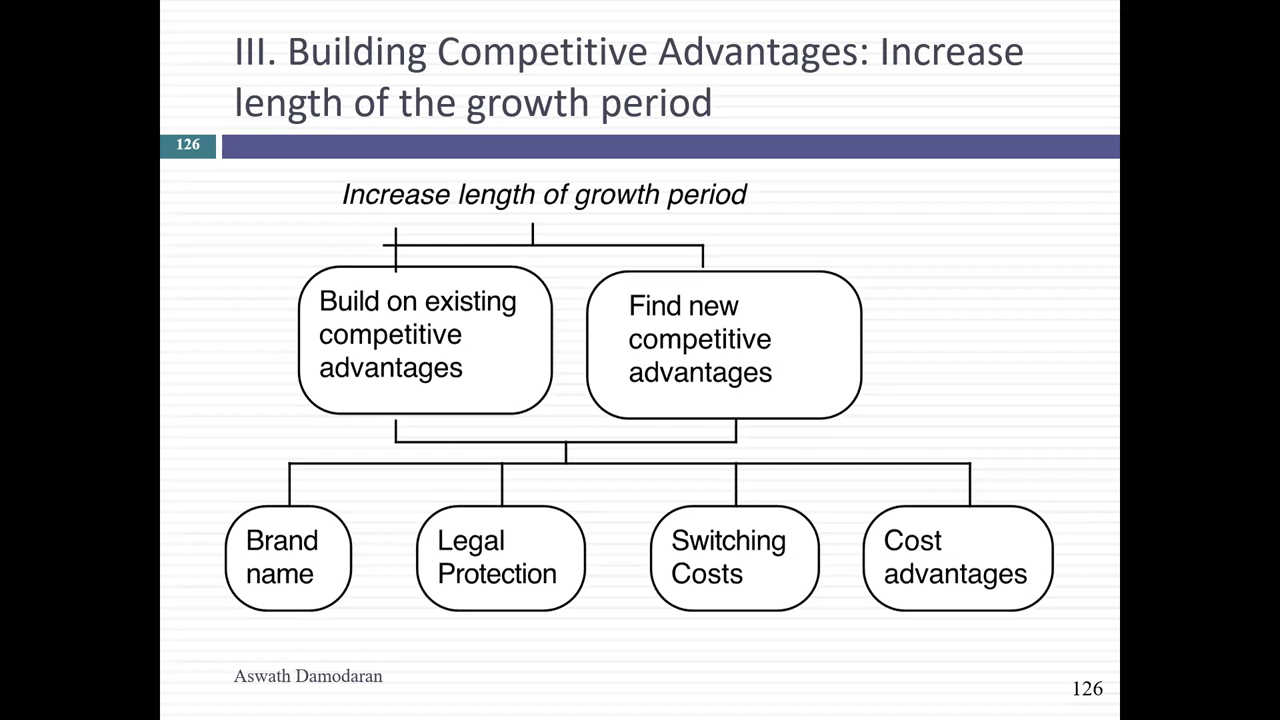 III. Building Competitive Advantages: Increase
length of the growth period
126
Increase length of growth period
Build on existing
competitive
advantages
Find new
competitive
advantages
Brand
name
Legal
Protection
Switching
Costs
Cost
advantages
Aswath Damodaran
126